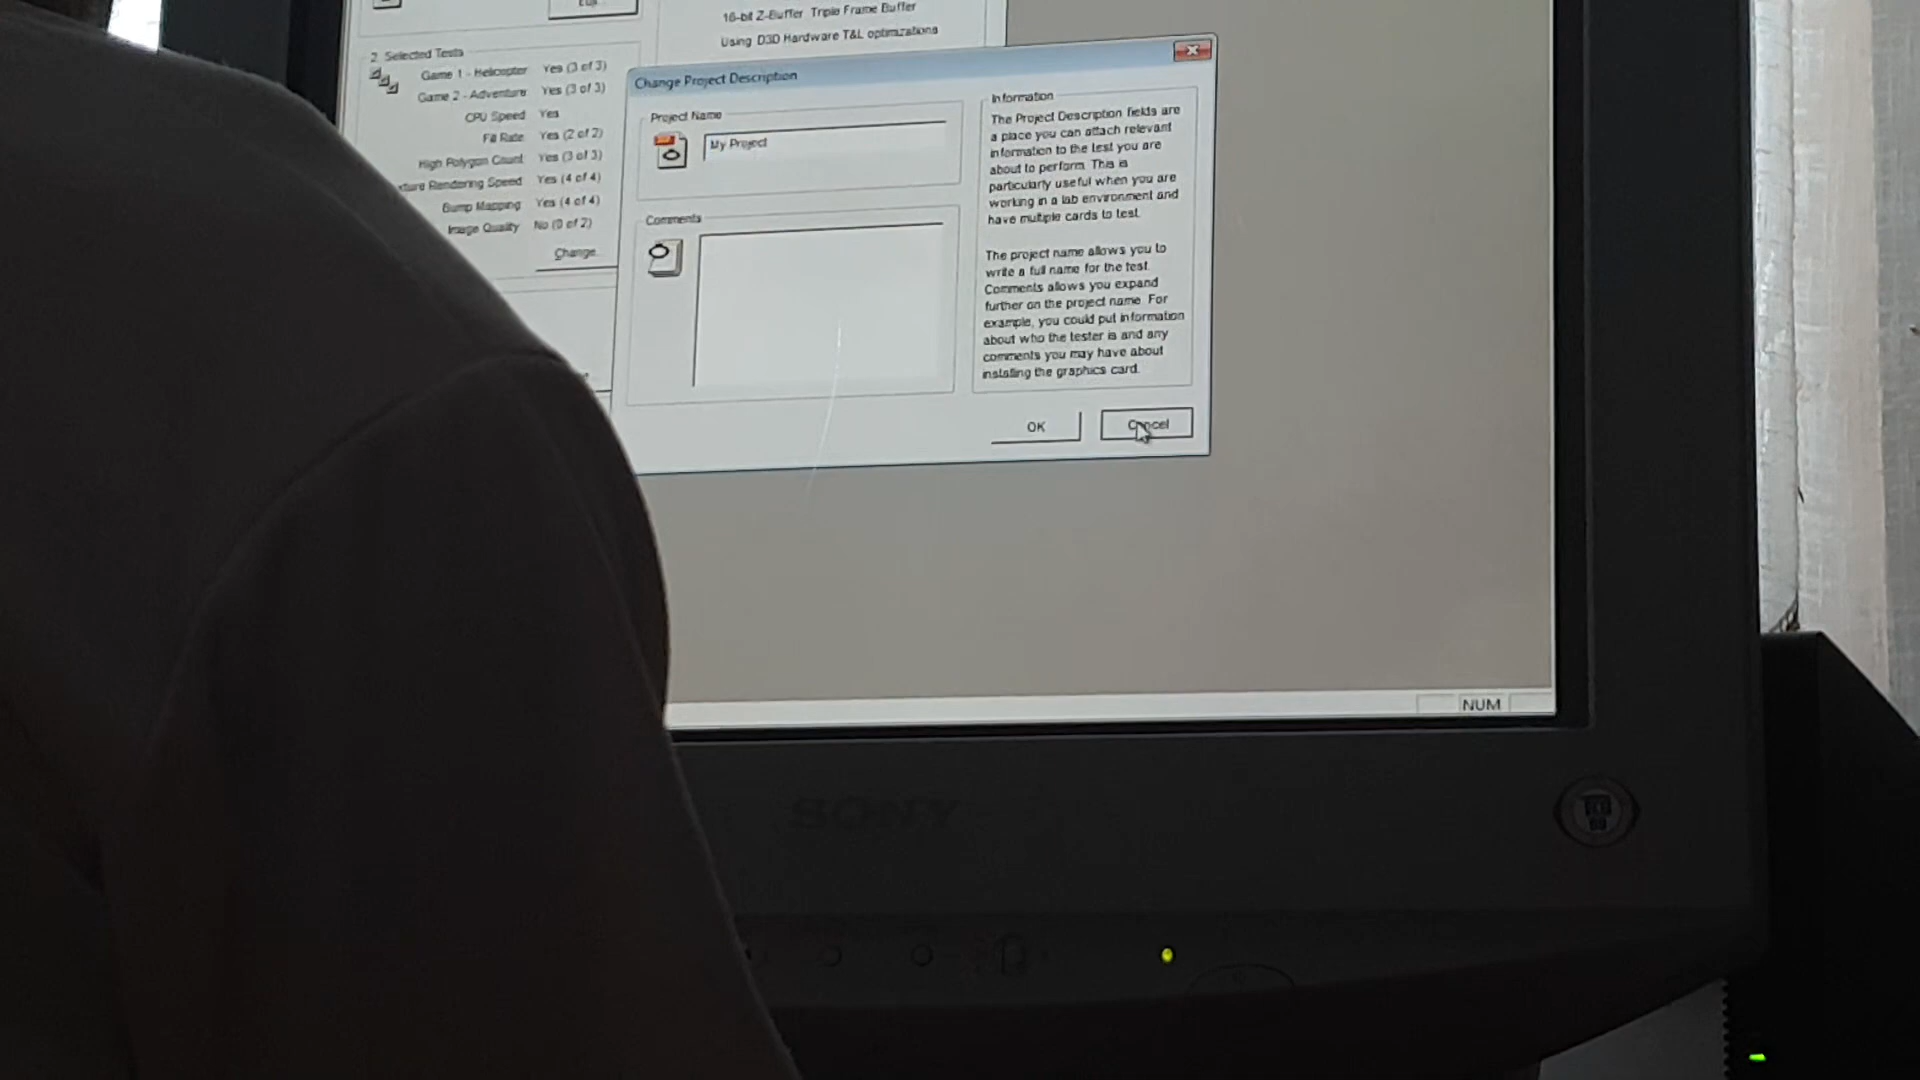 16-bit Z-Buffer Triple Frame Buffer
Using D3D Hardware T&L optimizations
2. Selected Tests
Game 1 - Helicopter Yes (3 of 3)
Game 2 - Adventure Yes (3 of 3)
CPU Speed Yes
Fill Rate Yes (2 of 2)
High Polygon Count Yes (3 of 3)
Rendering Speed Yes (4 of 4)
Bump Mapping Yes (4 of 4)
Image Quality No (0 of 2)
Change
Change Project Description
Project Name
My Project
Comments
Information
The Project Description fields are
a place you can attach relevant
information to the test you are
about to perform. This is
particularly useful when you are
working in a lab environment and
have multiple cards to test.
The project name allows you to
write a full name for the test.
Comments allows you expand
further on the project name. For
example, you could put information
about who the tester is and any
comments you may have about
installing the graphics card.
OK
Cancel
NUM
SONY